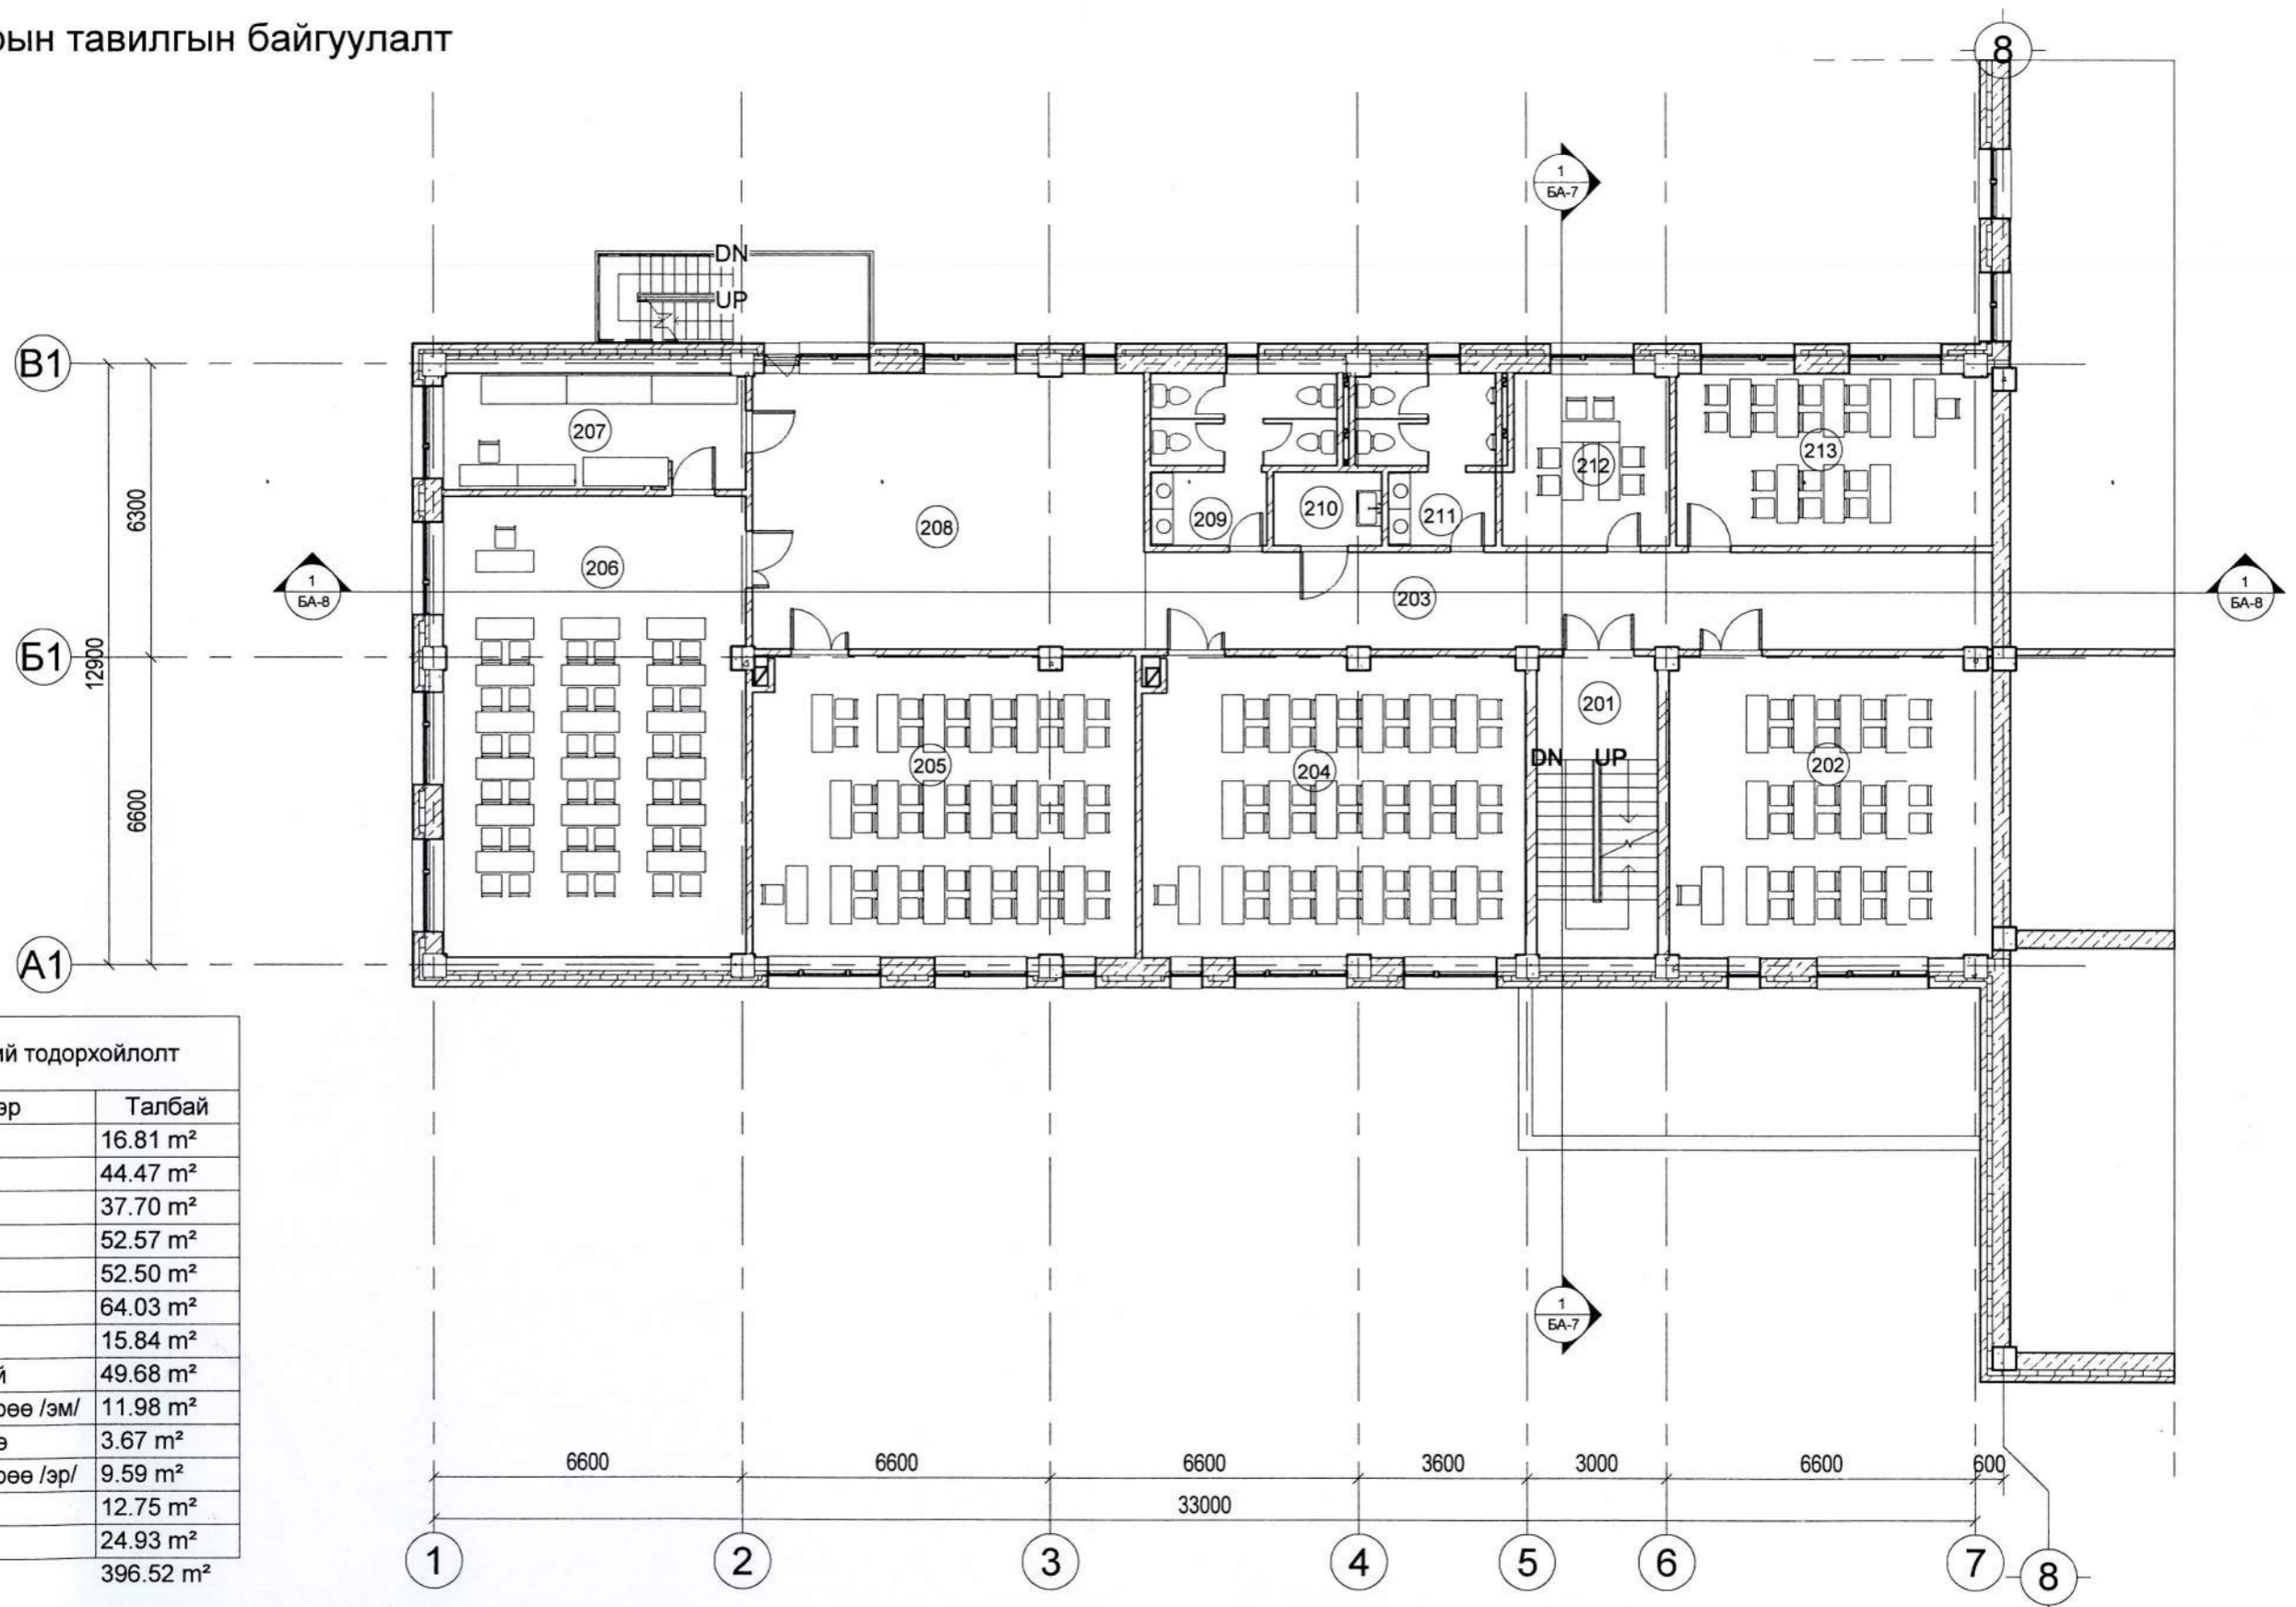 рын тавилгын байгуулалт
8
1
БА-7
DN
UP
В1
207
213
212
6300
208
209
210
211
206
1
БА-8
203
1
БА-8
Б1
12900
201
205
204
DN UP
202
6600
А1
ий тодорхойлолт
эр Талбай
16.81 m²
44.47 m²
37.70 m²
52.57 m²
52.50 m²
64.03 m²
15.84 m²
й 49.68 m²
рөө /эм/ 11.98 m²
ө 3.67 m²
рөө /эр/ 9.59 m²
12.75 m²
24.93 m²
396.52 m²
1
БА-7
6600 6600 6600 3600 3000 6600 600
33000
1 2 3 4 5 6 7 8